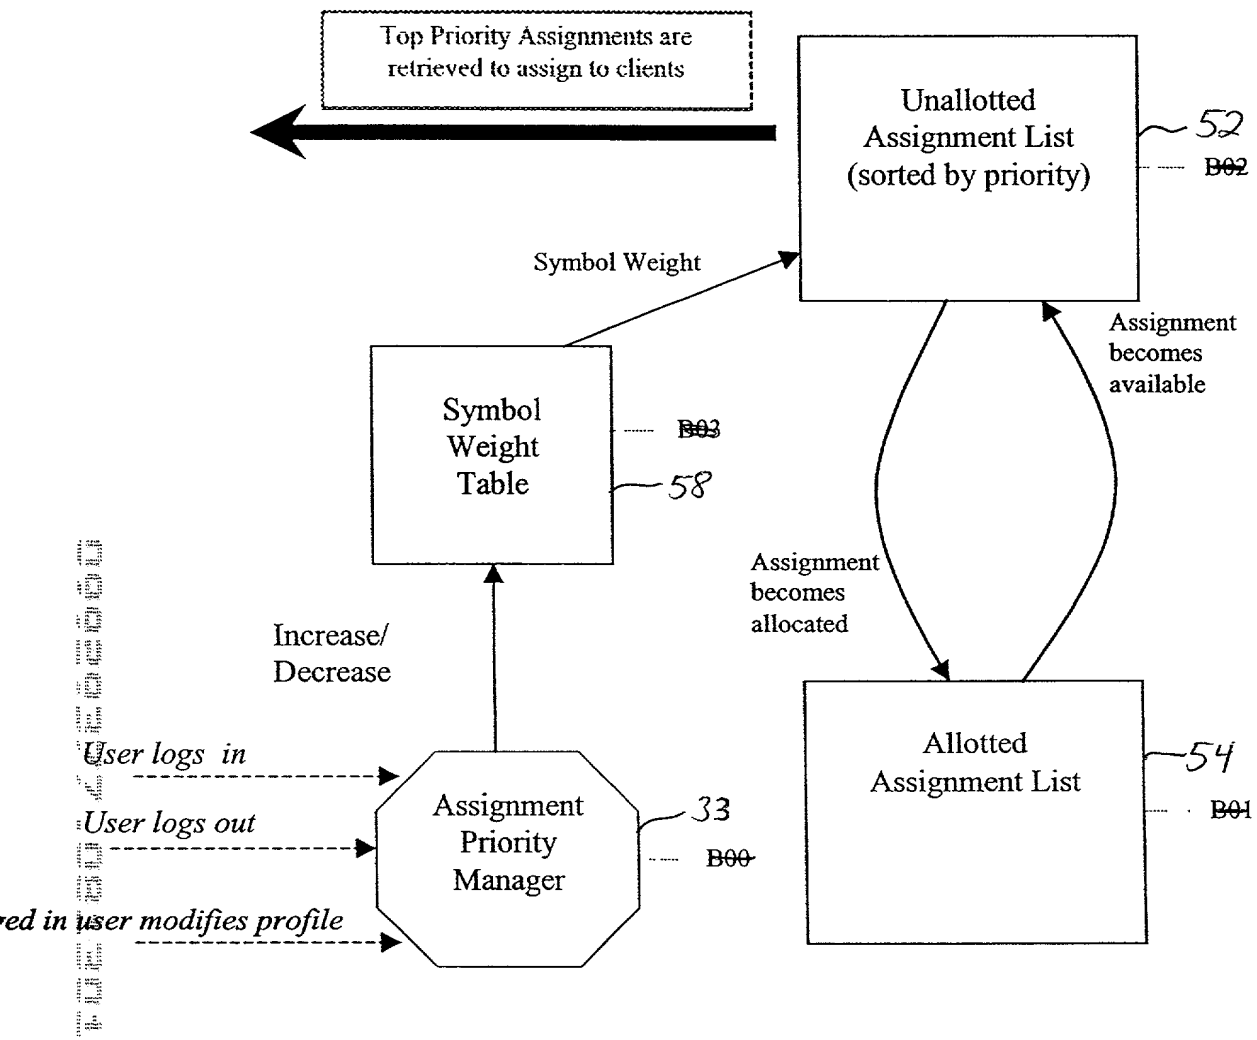 Top Priority Assignments are
retrieved to assign to clients
Unallotted
Assignment List
(sorted by priority)
52
B02
Symbol Weight
Assignment
becomes
available
Symbol
Weight
Table
B03
58
Assignment
becomes
allocated
Increase/
Decrease
Allotted
Assignment List
54
B01
User logs in
User logs out
in user modifies profile
Assignment
Priority
Manager
33
B00